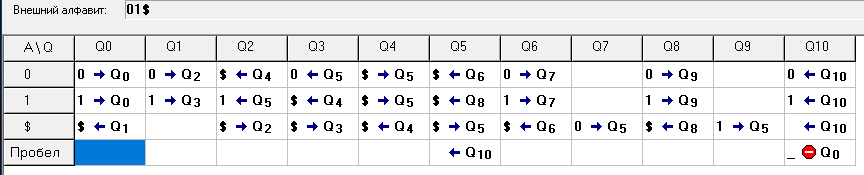 Внешний алфавит: 01$
A\Q Q0 Q1 Q2 Q3 Q4 Q5 Q6 Q7 Q8 Q9 Q10
0 0 → Q0 0 → Q2 $ ← Q4 0 ← Q5 $ → Q5 $ ← Q6 0 → Q7 0 → Q9 0 ← Q10
1 1 → Q0 1 → Q3 1 ← Q5 $ ← Q4 $ → Q5 $ ← Q8 1 → Q7 1 → Q9 1 ← Q10
$ $ ← Q1 $ → Q2 $ → Q3 $ ← Q4 $ → Q5 $ ← Q6 0 → Q5 $ ← Q8 1 → Q5 ← Q10
Пробел ← Q10 _ Q0